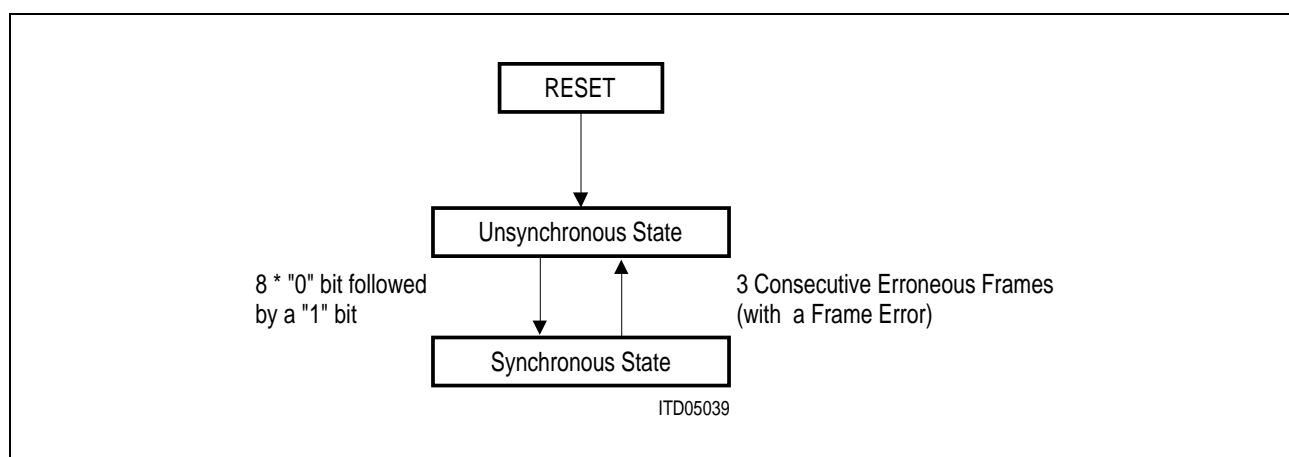 RESET
Unsynchronous State
8 * "0" bit followed
by a "1" bit
3 Consecutive Erroneous Frames
(with a Frame Error)
Synchronous State
ITD05039